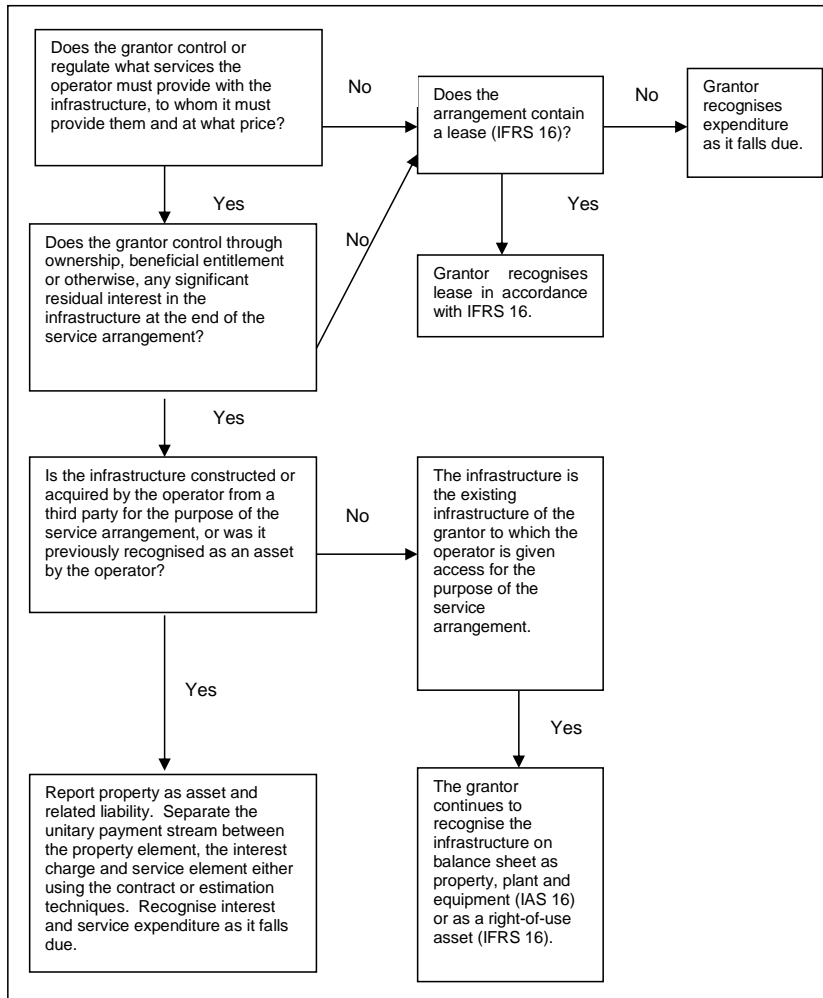 Does the grantor control or
regulate what services the
operator must provide with the
infrastructure, to whom it must
provide them and at what price?
No
Does the
arrangement contain
a lease (IFRS 16)?
No
Grantor
recognises
expenditure
as it falls due.
Yes
Yes
Does the grantor control through
ownership, beneficial entitlement
or otherwise, any significant
residual interest in the
infrastructure at the end of the
service arrangement?
No
Grantor recognises
lease in accordance
with IFRS 16.
Yes
Is the infrastructure constructed or
acquired by the operator from a
third party for the purpose of the
service arrangement, or was it
previously recognised as an asset
by the operator?
No
The infrastructure is
the existing
infrastructure of the
grantor to which the
operator is given
access for the
purpose of the
service
arrangement.
Yes
Yes
Report property as asset and
related liability. Separate the
unitary payment stream between
the property element, the interest
charge and service element either
using the contract or estimation
techniques. Recognise interest
and service expenditure as it falls
due.
The grantor
continues to
recognise the
infrastructure on
balance sheet as
property, plant and
equipment (IAS 16)
or as a right-of-use
asset (IFRS 16).